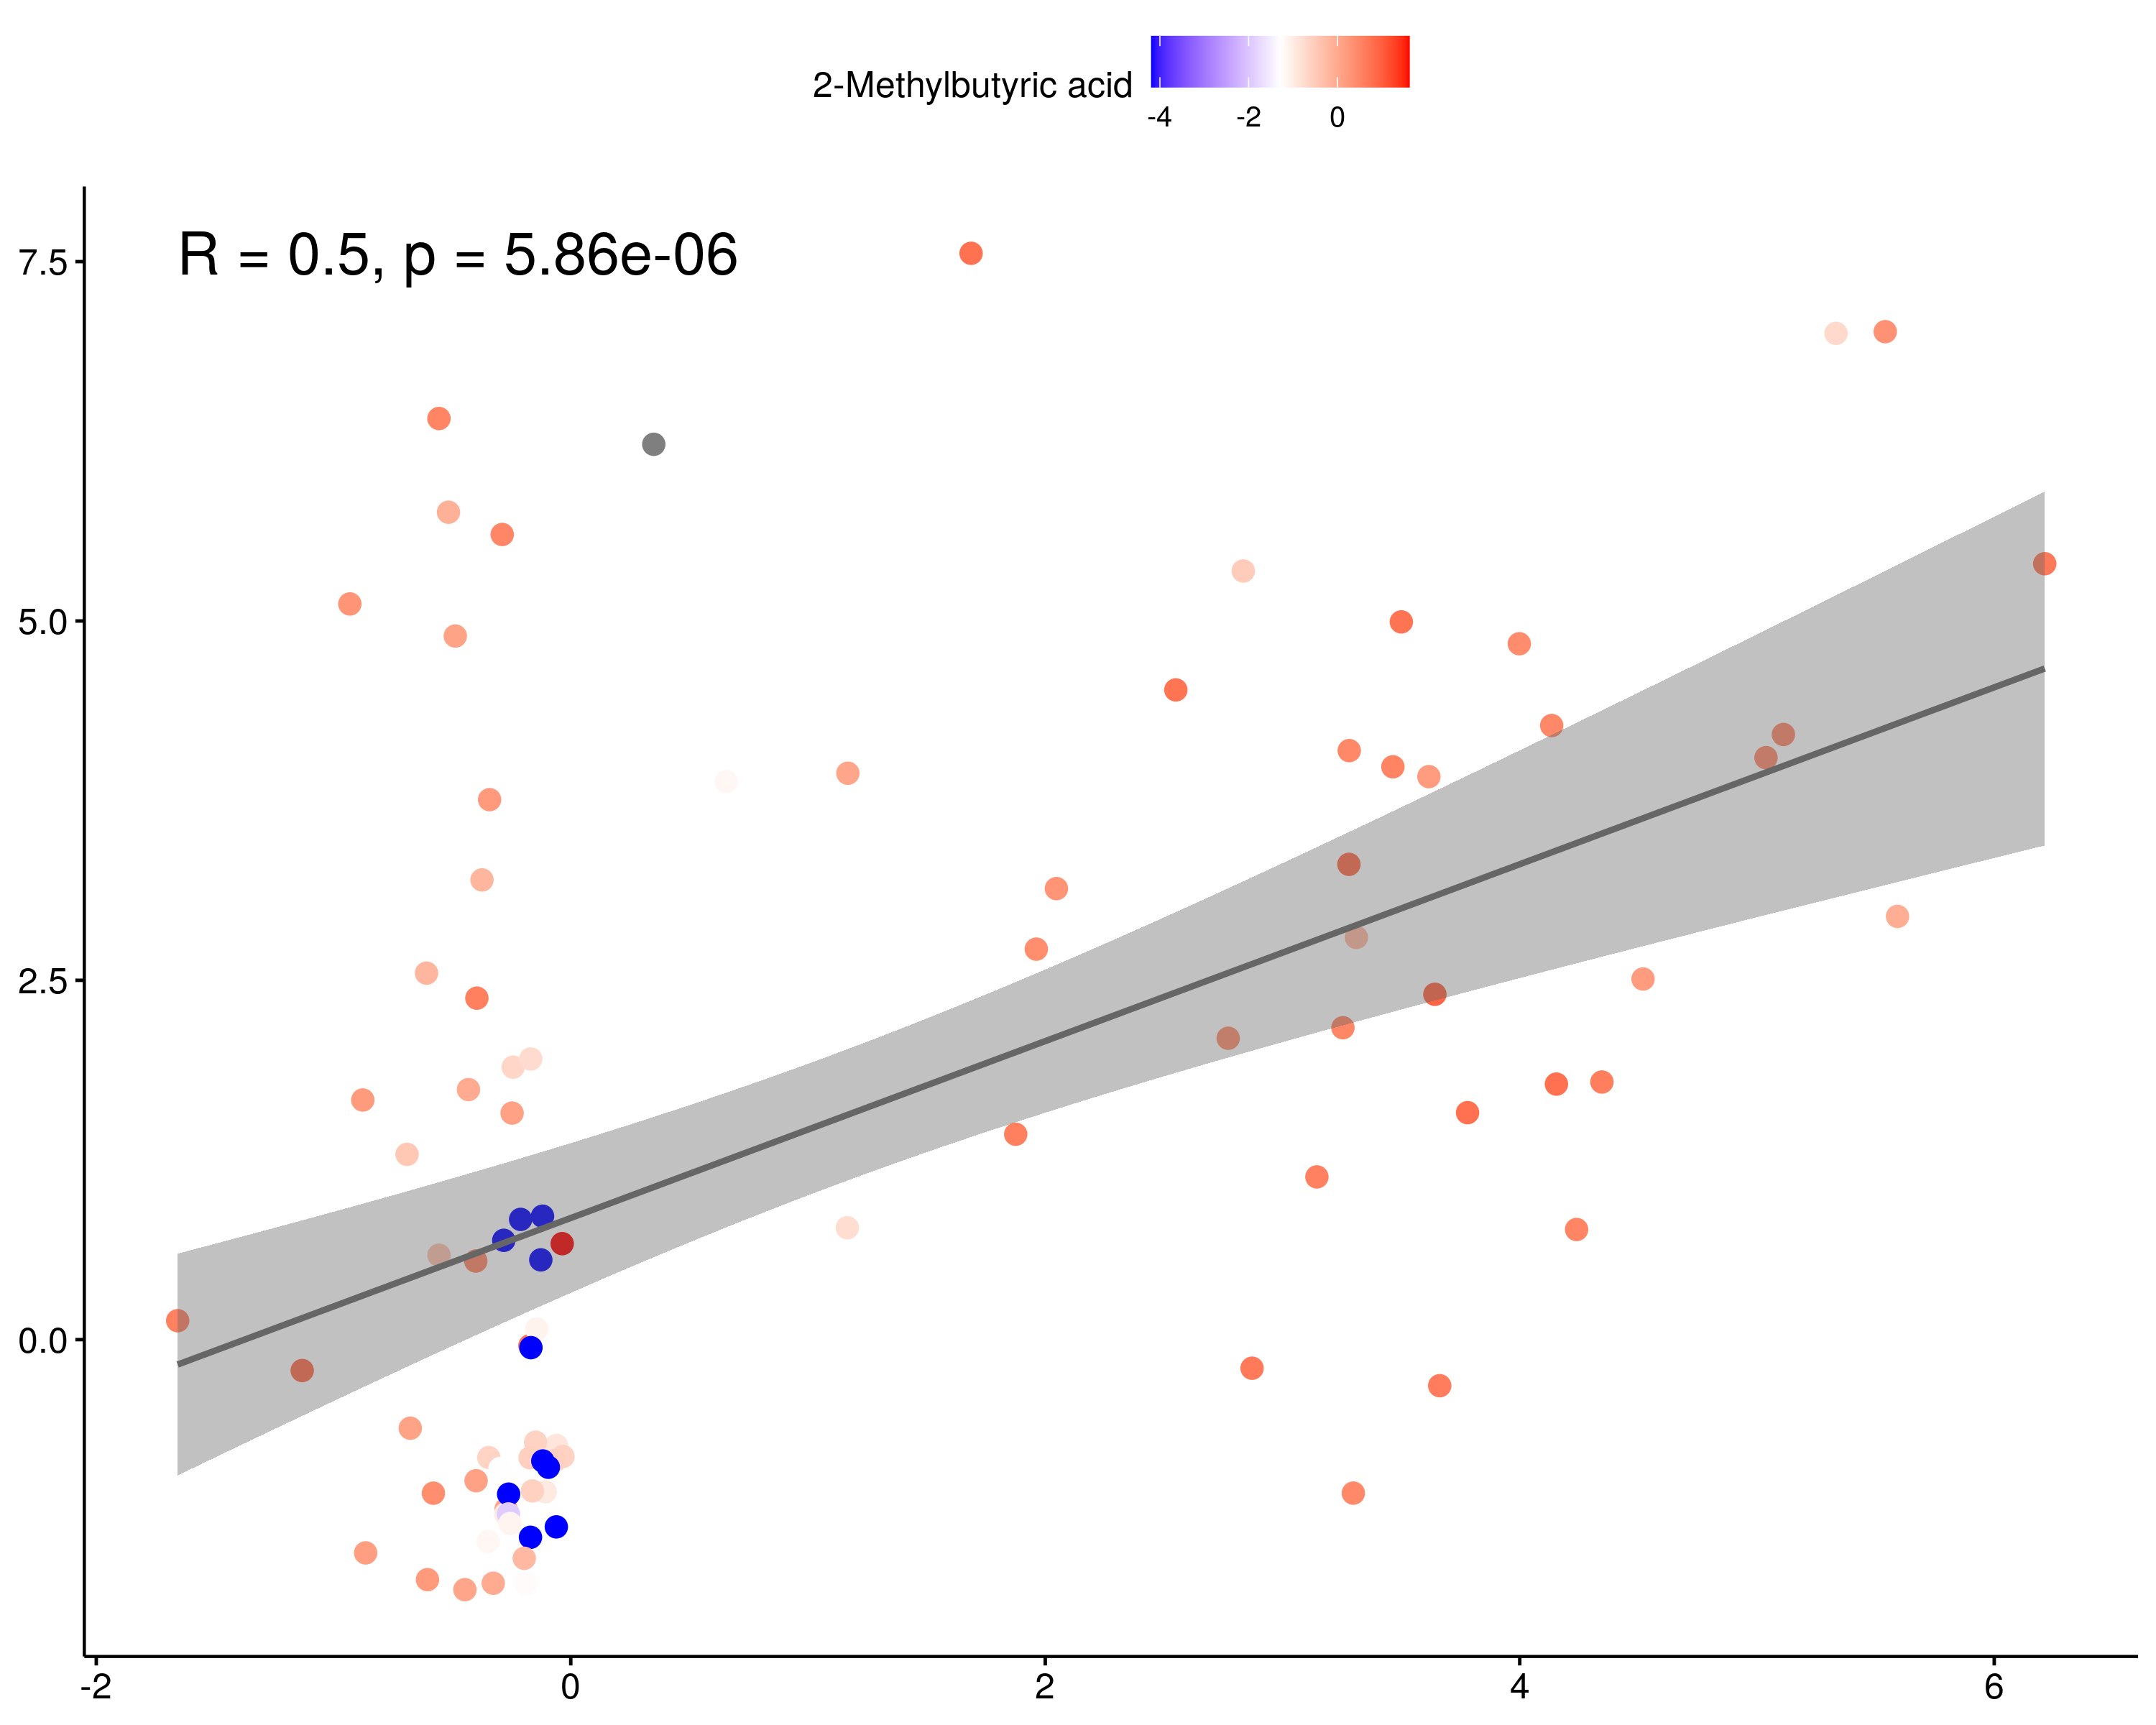 2-Methylbutyric acid
-4 -2 0
R = 0.5, p = 5.86e-06
7.5
5.0
2.5
0.0
-2 0 2 4 6